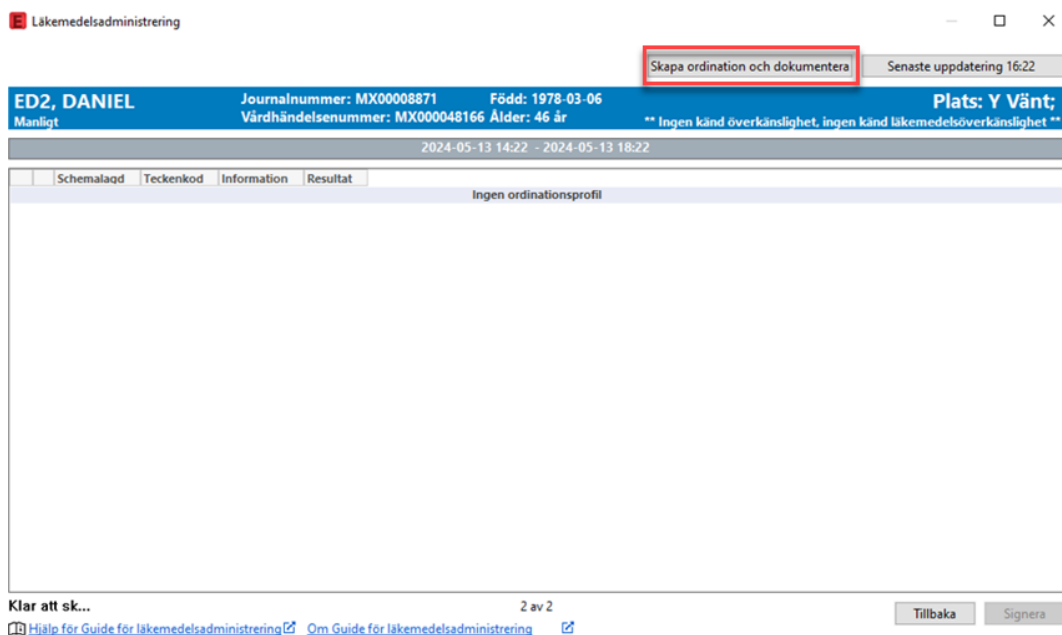 Läkemedelsadministrering
Skapa ordination och dokumentera Senaste uppdatering 16:22
ED2, DANIEL Journalnummer: MX00008871 Född: 1978-03-06 Plats: Y Vänt;
Manligt Vårdhändelsenummer: MX000048166 Ålder: 46 år ** Ingen känd överkänslighet, ingen känd läkemedelsöverkänslighet **
2024-05-13 14:22 - 2024-05-13 18:22
Schemalagd Teckenkod Information Resultat
Ingen ordinationsprofil
Klar att sk... 2 av 2 Tillbaka Signera
Hjälp för Guide för läkemedelsadministrering Om Guide för läkemedelsadministrering